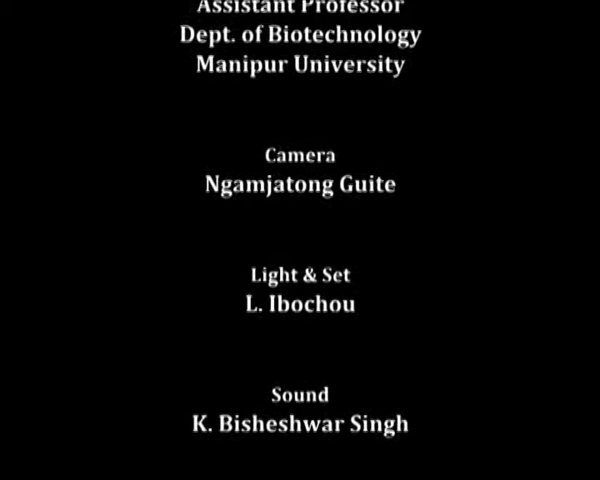 Assistant Professor
Dept. of Biotechnology
Manipur University
Camera
Ngamjatong Guite
Light & Set
L. Ibochou
Sound
K. Bisheshwar Singh